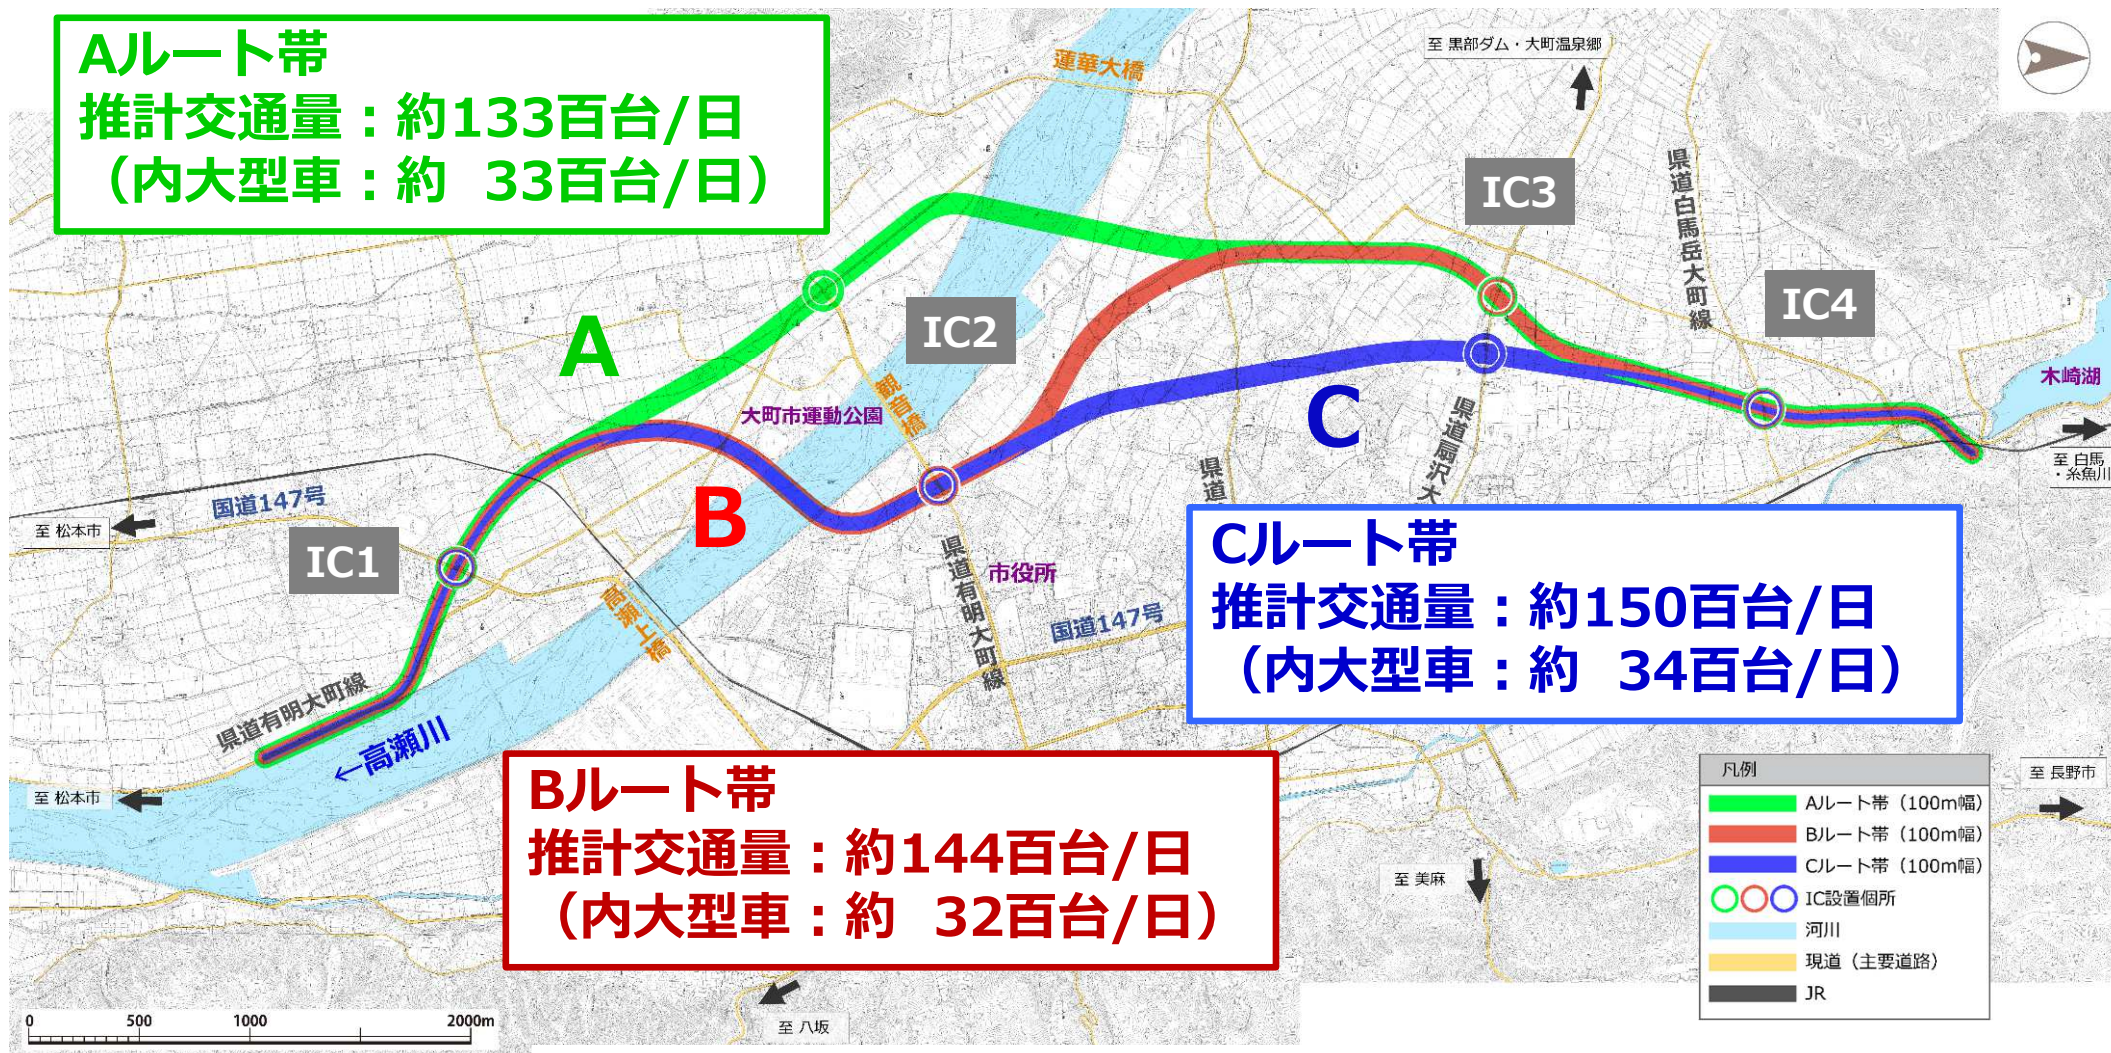 Aルート帯
推計交通量：約133百台/日
（内大型車：約 33百台/日）
蓮華大橋
至 黒部ダム・大町温泉郷
IC3
県道白馬岳大町線
IC4
IC2
A
観音橋
大町市運動公園
C
木崎湖
県道扇沢大
県道
至 白馬
・糸魚川
国道147号
至 松本市
B
IC1
県道有明大町線
市役所
高瀬上橋
国道147号
Cルート帯
推計交通量：約150百台/日
（内大型車：約 34百台/日）
県道有明大町線
←高瀬川
至 松本市
Bルート帯
推計交通量：約144百台/日
（内大型車：約 32百台/日）
至 長野市
至 美麻
至 八坂
凡例
Aルート帯（100m幅）
Bルート帯（100m幅）
Cルート帯（100m幅）
IC設置個所
河川
現道（主要道路）
JR
0 500 1000 2000m